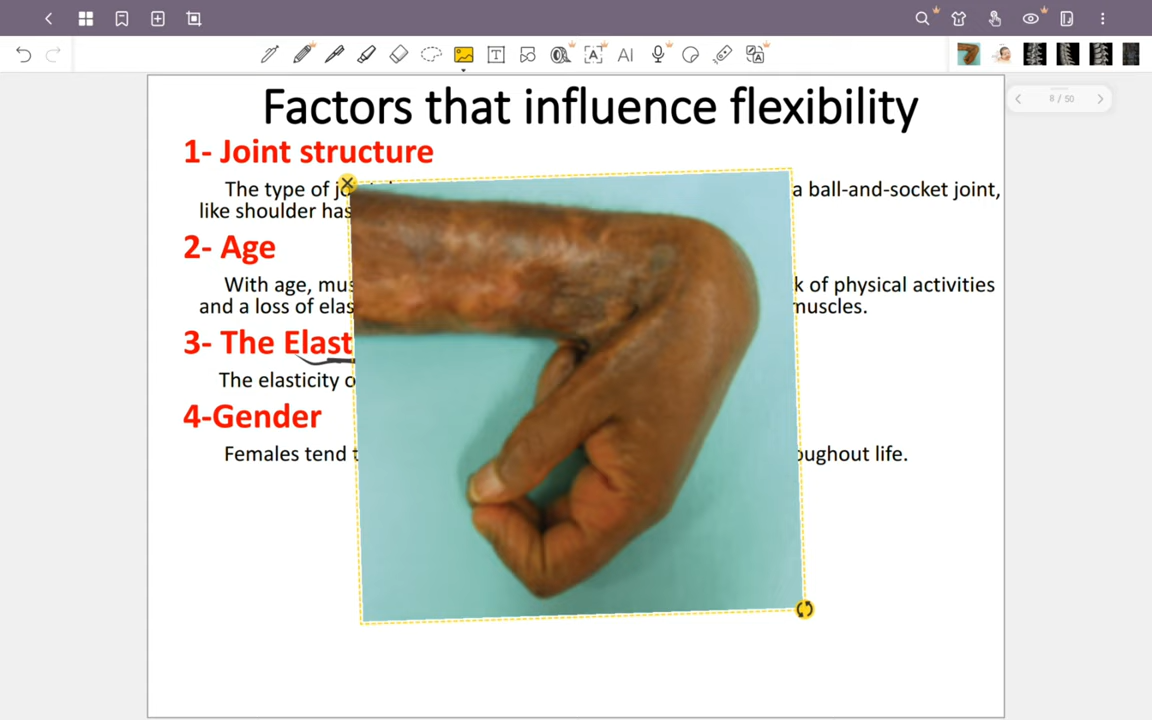 8 / 50
Factors that influence flexibility
1- Joint structure
The type of a ball-and-socket joint,
like shoulder has
2- Age
With age, mus k of physical activities
and a loss of elas muscles.
3- The Elast
The elasticity o
4-Gender
Females tend t oughout life.